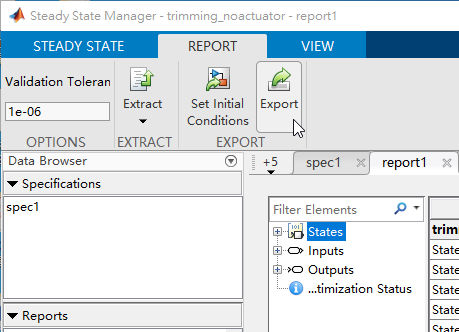 Steady State Manager - trimming_noactuator - report1
STEADY STATE REPORT VIEW
Validation Toleran
1e-06
Extract
Set Initial
Conditions
Export
OPTIONS EXTRACT EXPORT
Data Browser
+5 spec1 report1
Specifications
spec1
Filter Elements
States
Inputs
Outputs
...timization Status
trimm
State
State
State
State
State
Reports